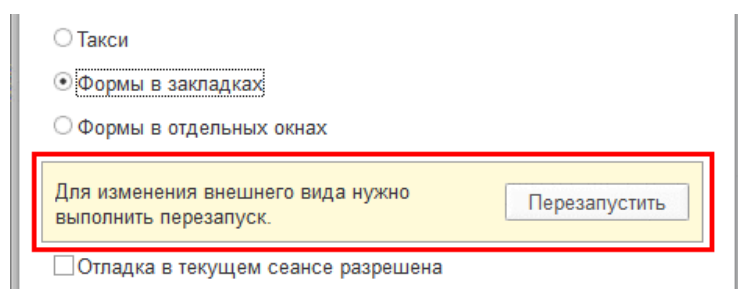 Такси
Формы в закладках
Формы в отдельных окнах
Для изменения внешнего вида нужно
выполнить перезапуск.
Перезапустить
Отладка в текущем сеансе разрешена